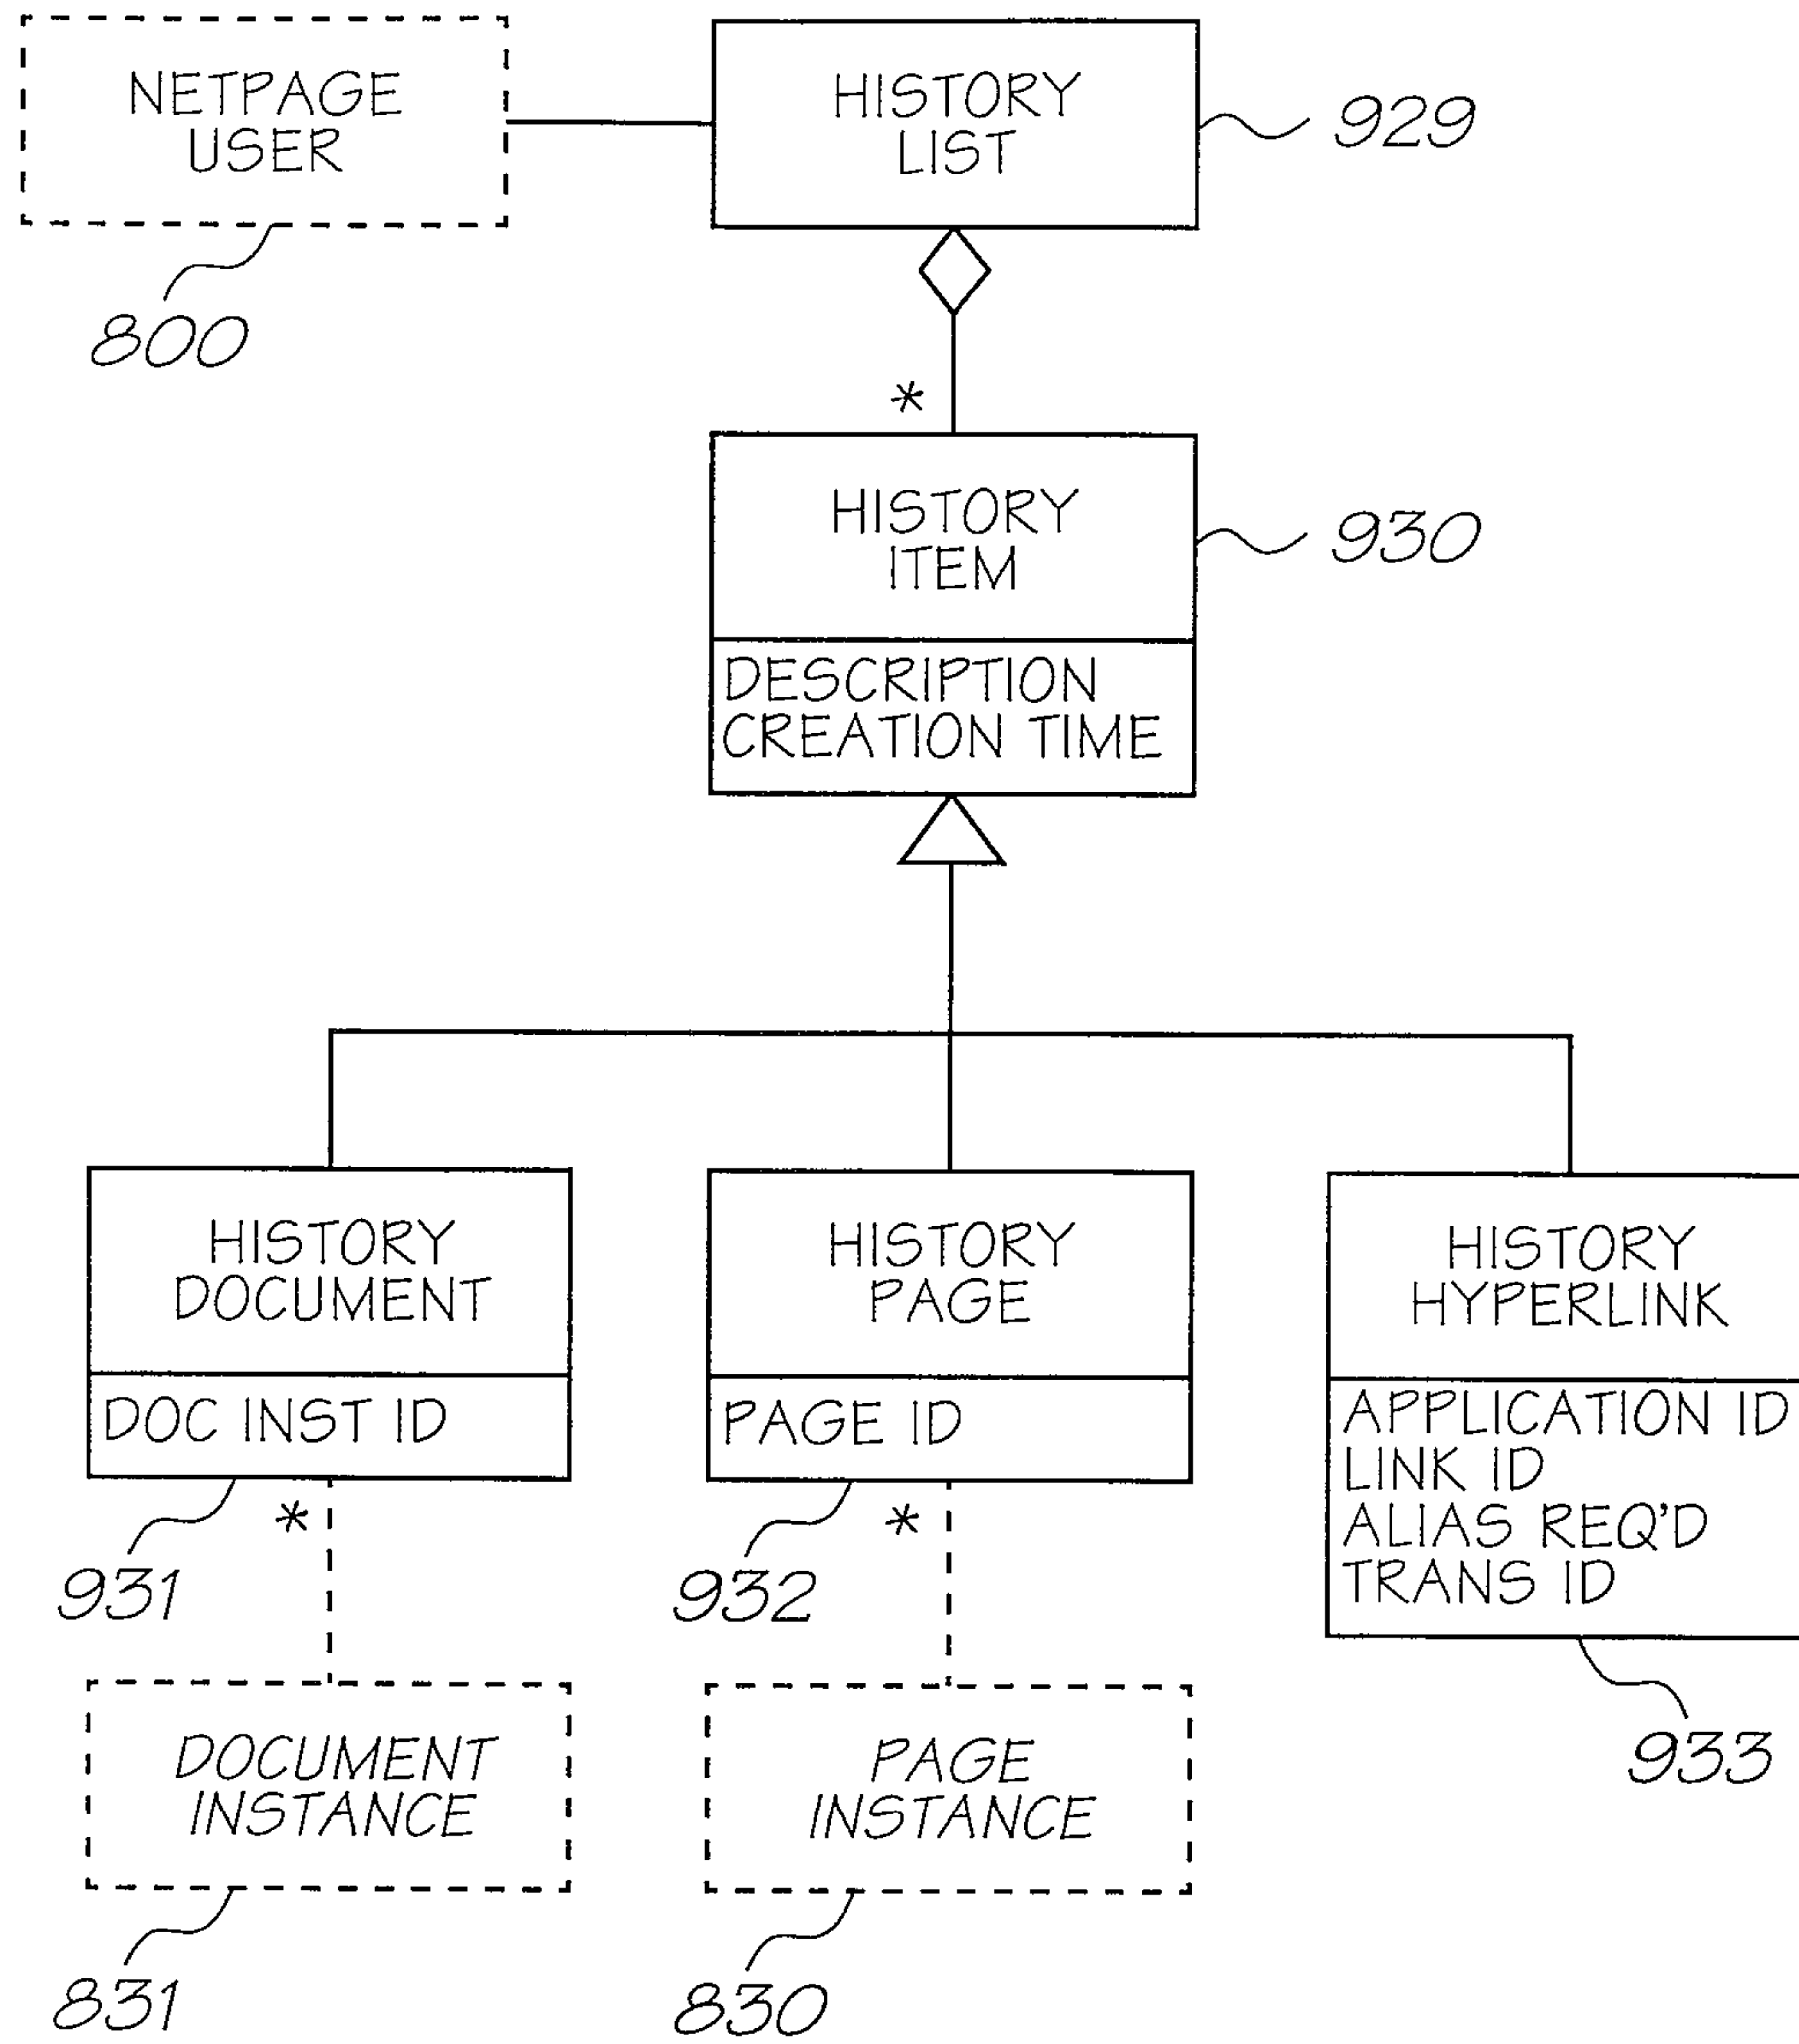 NETPAGE
USER
800
HISTORY
LIST
929
*
HISTORY
ITEM
930
DESCRIPTION
CREATION TIME
HISTORY
DOCUMENT
DOC INST ID
*
931
HISTORY
PAGE
PAGE ID
*
932
HISTORY
HYPERLINK
APPLICATION ID
LINK ID
ALIAS REQ'D
TRANS ID
933
DOCUMENT
INSTANCE
831
PAGE
INSTANCE
830